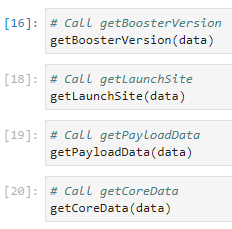 [16]: # Call getBoosterVersion
getBoosterVersion(data)
[18]: # Call getLaunchSite
getLaunchSite(data)
[19]: # Call getPayloadData
getPayloadData(data)
[20]: # Call getCoreData
getCoreData(data)